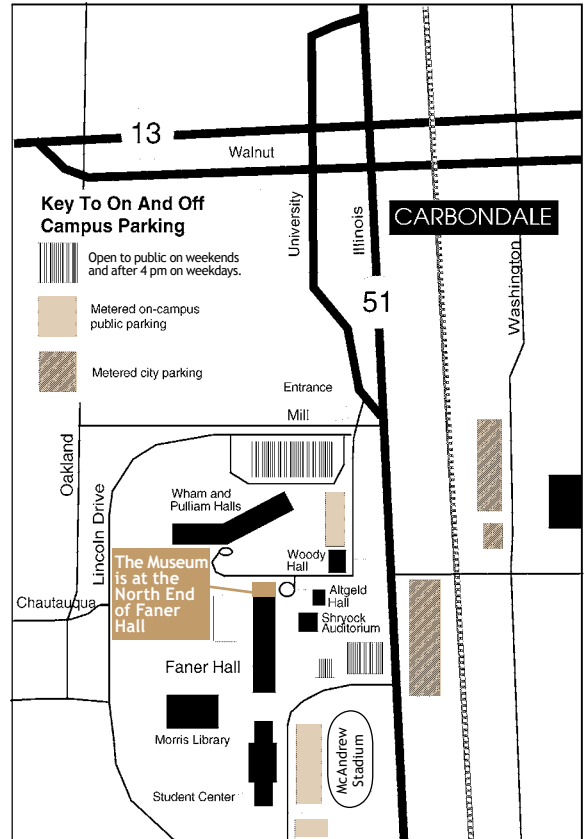 13
Walnut
Key To On And Off
Campus Parking
Open to public on weekends
and after 4 pm on weekdays.
Metered on-campus
public parking
Metered city parking
University
Illinois
CARBONDALE
Washington
51
Entrance
Mill
Oakland
Lincoln Drive
Wham and
Pulliam Halls
Woody
Hall
The Museum
is at the
North End
of Faner
Hall
Chautauqua
Altgeld
Hall
Shryock
Auditorium
Faner Hall
Morris Library
McAndrew
Stadium
Student Center